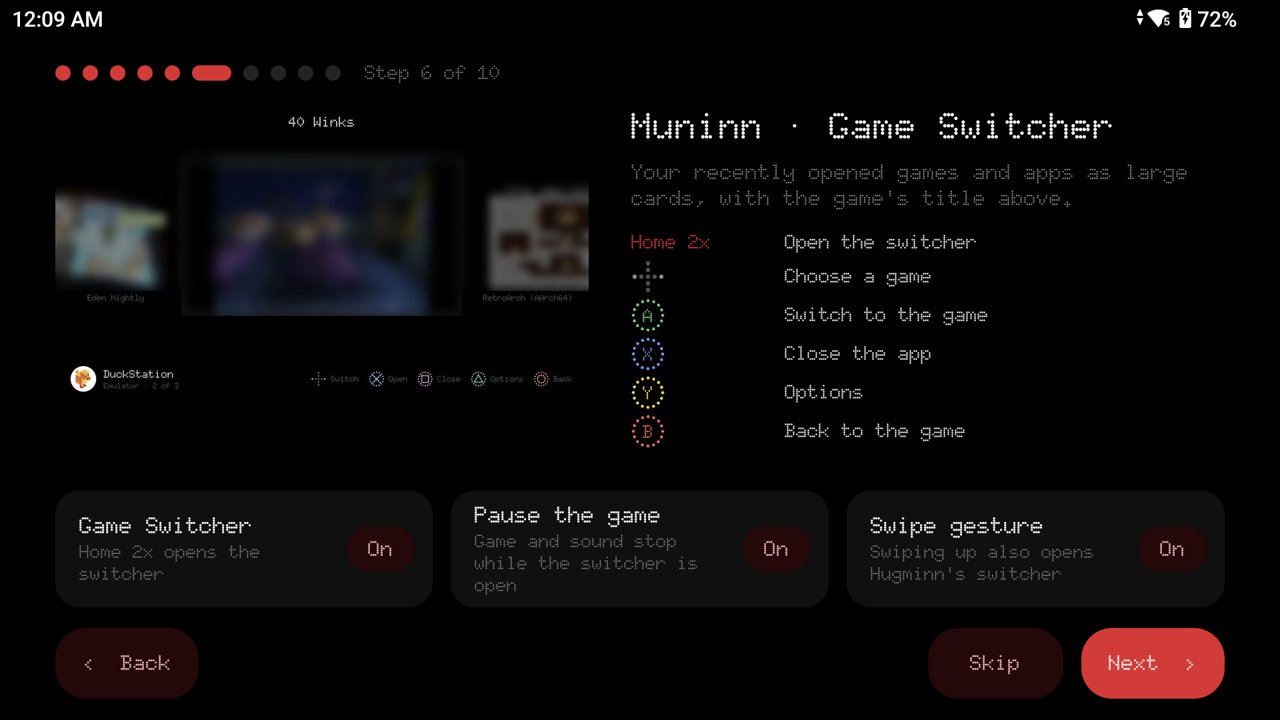 12:09 AM
5
72%
Step 6 of 10
40 Winks
Eden Nightly
RetroArch (AArch64)
DuckStation
Emulator · 2 of 3
Switch
Open
Close
Options
Back
Muninn · Game Switcher
Your recently opened games and apps as large
cards, with the game's title above.
Home 2x
Open the switcher
Choose a game
A
Switch to the game
X
Close the app
Y
Options
B
Back to the game
Game Switcher
Home 2x opens the
switcher
On
Pause the game
Game and sound stop
while the switcher is
open
On
Swipe gesture
Swiping up also opens
Hugminn's switcher
On
‹ Back
Skip
Next ›